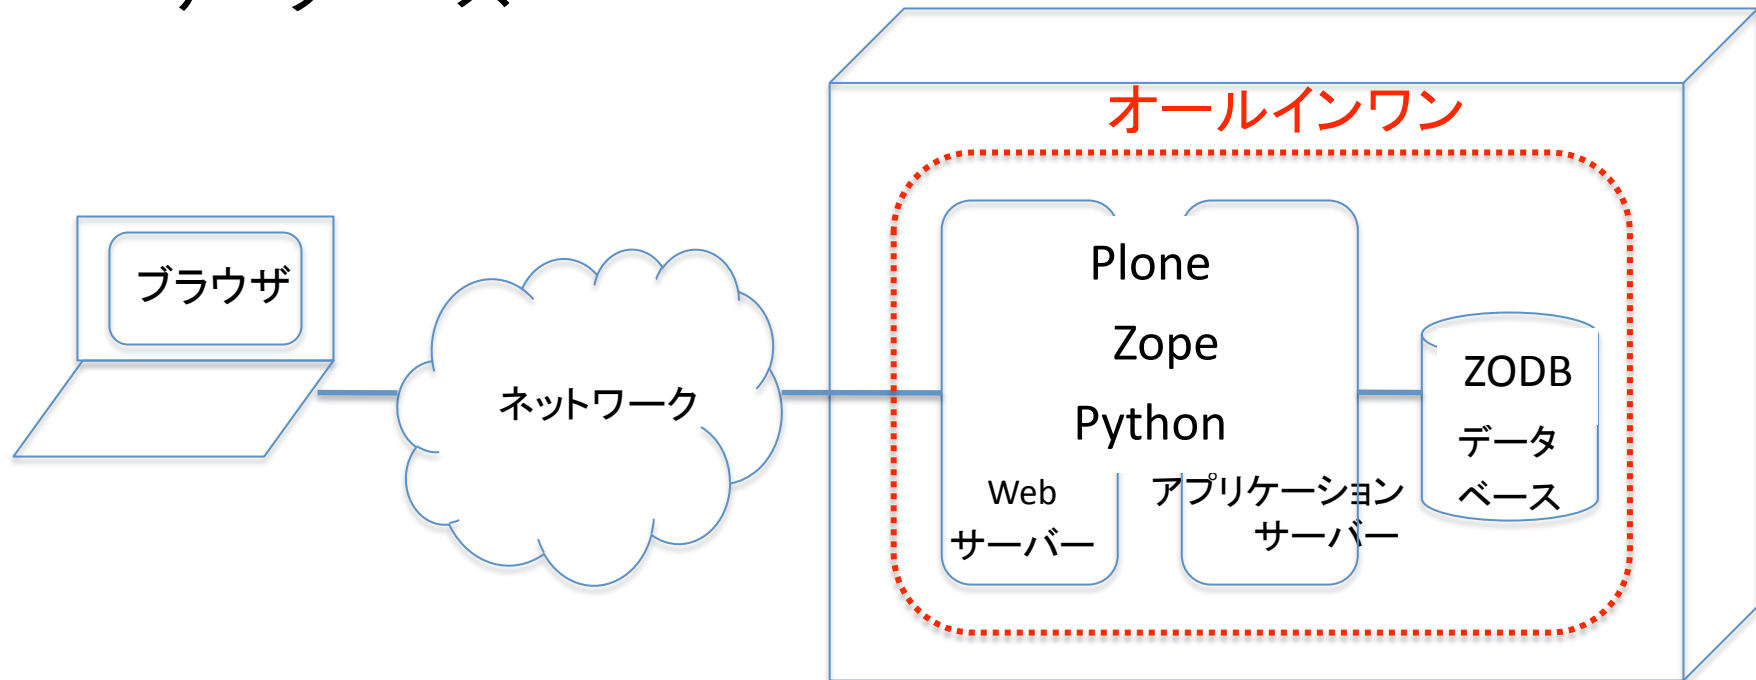 オールインワン
ブラウザ
ネットワーク
Plone
Zope
Python
Web
サーバー
アプリケーション
サーバー
ZODB
データ
ベース